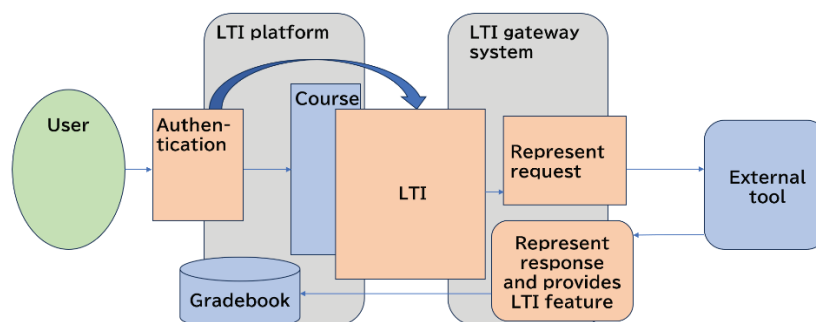 LTI platform
LTI gateway
system
User
Authen-
tication
Course
LTI
Represent
request
External
tool
Represent
response
and provides
LTI feature
Gradebook